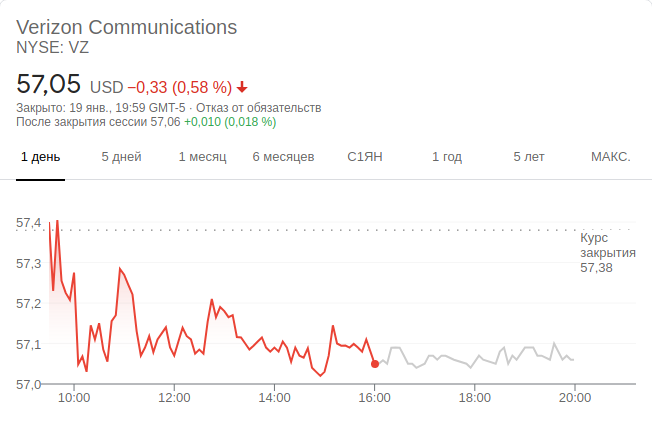 Verizon Communications
NYSE: VZ
57,05 USD −0,33 (0,58 %)
Закрыто: 19 янв., 19:59 GMT-5 · Отказ от обязательств
После закрытия сессии 57,06 +0,010 (0,018 %)
1 день 5 дней 1 месяц 6 месяцев С1ЯН 1 год 5 лет МАКС.
57,4
57,3
57,2
57,1
57,0
Курс
закрытия
57,38
10:00 12:00 14:00 16:00 18:00 20:00